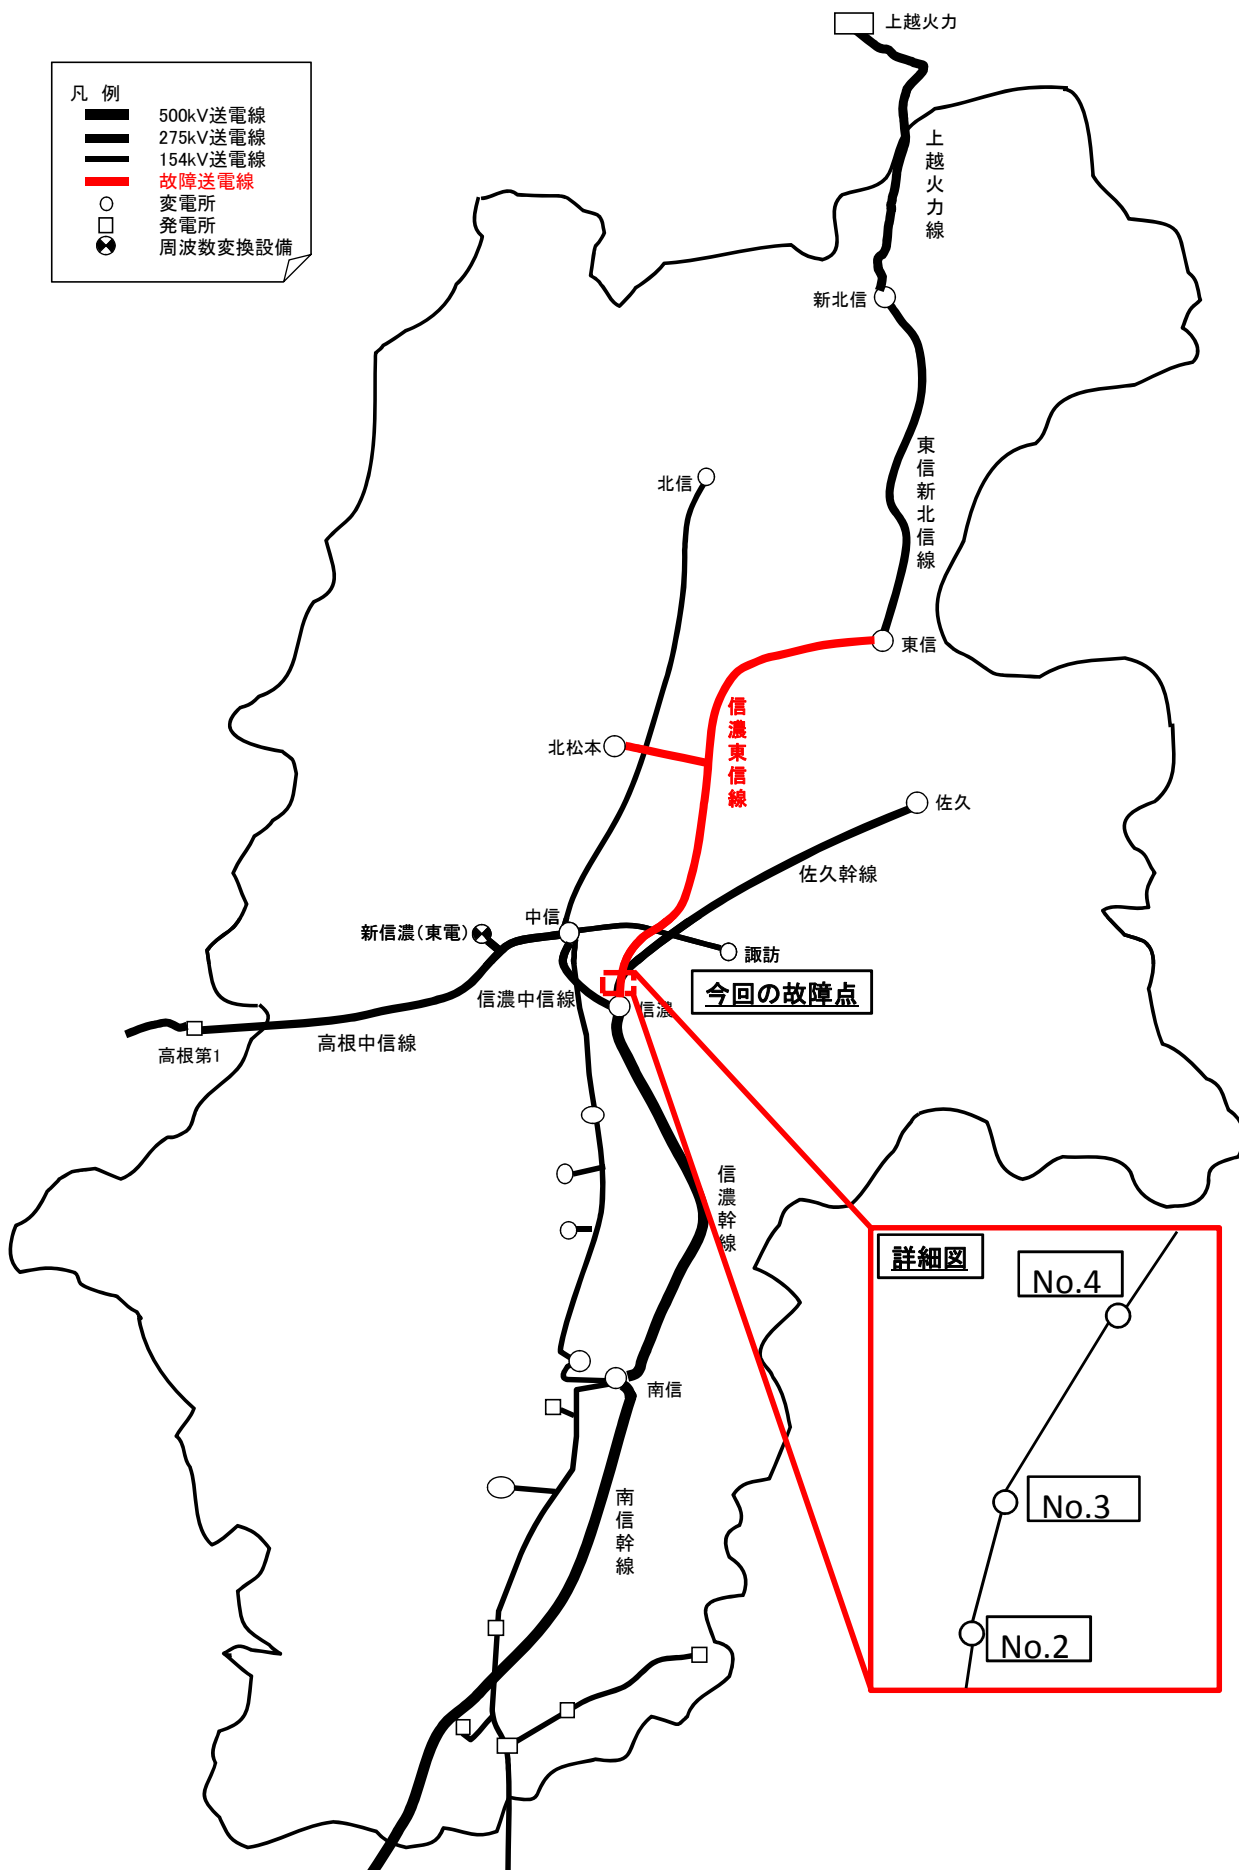 上越火力
凡 例
500kV送電線
275kV送電線
154kV送電線
故障送電線
変電所
発電所
周波数変換設備
上越火力線
新北信
東信新北信線
北信
東信
信濃東信線
北松本
佐久
佐久幹線
中信
新信濃(東電)
諏訪
信濃中信線
信濃
今回の故障点
高根第1
高根中信線
信濃幹線
詳細図
No.4
南信
No.3
南信幹線
No.2